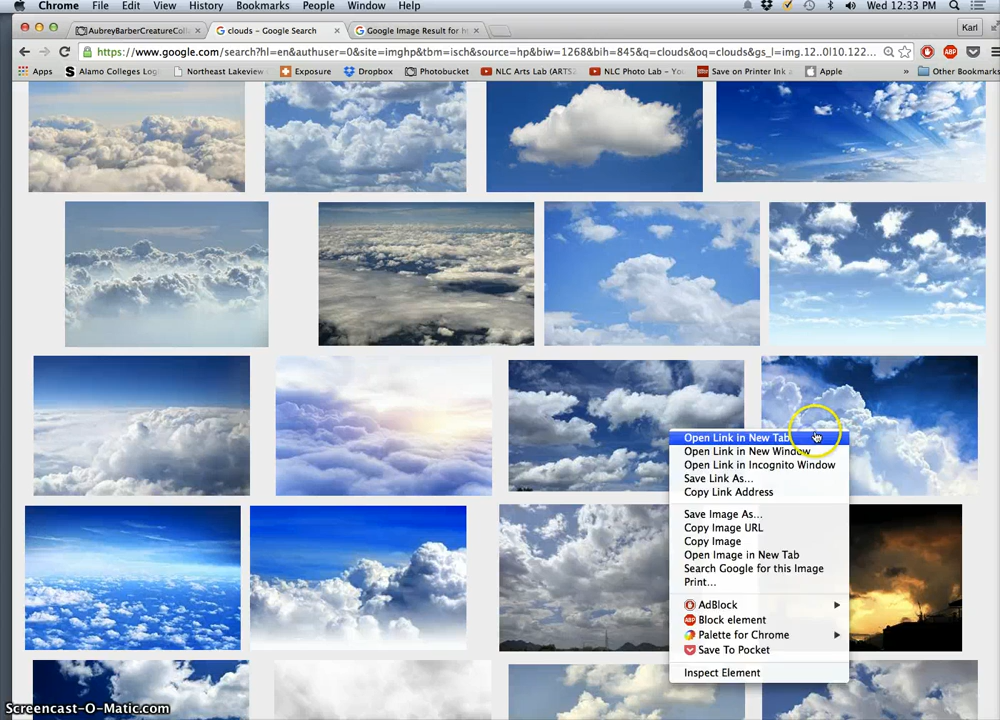 Chrome File Edit View History Bookmarks People Window Help Wed 12:33 PM
AubreyBarberCreatureColl × clouds – Google Search × Google Image Result for ht × Karl
https://www.google.com/search?hl=en&authuser=0&site=imghp&tbm=isch&source=hp&biw=1268&bih=845&q=clouds&oq=clouds&gs_l=img.12..0l10.122...
Apps Alamo Colleges Log Northeast Lakeview Exposure Dropbox Photobucket NLC Arts Lab (ARTS NLC Photo Lab – Yo Save on Printer Ink a Apple » Other Bookmarks
Open Link in New Tab
Open Link in New Window
Open Link in Incognito Window
Save Link As...
Copy Link Address
Save Image As...
Copy Image URL
Copy Image
Open Image in New Tab
Search Google for this Image
Print...
AdBlock
ABP Block element
Palette for Chrome
Save To Pocket
Inspect Element
Screencast-O-Matic.com